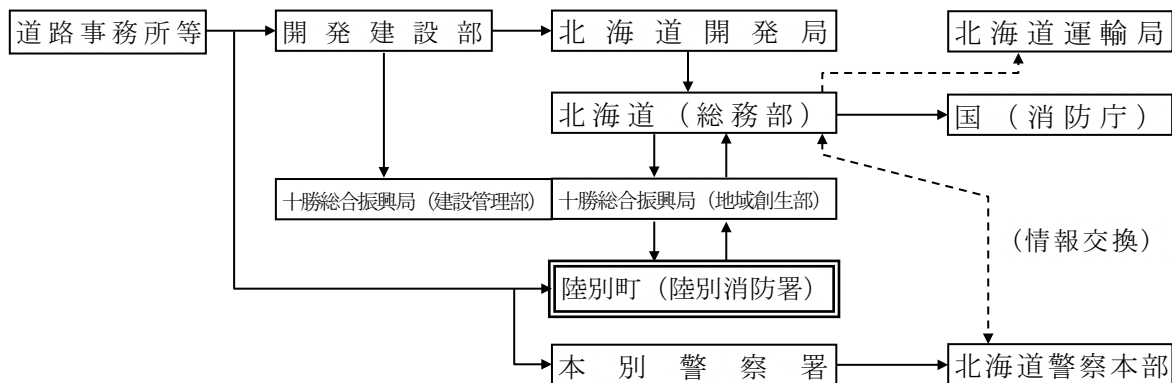 道路事務所等
開発建設部
北海道開発局
北海道運輸局
北海道（総務部）
国（消防庁）
十勝総合振興局（建設管理部）
十勝総合振興局（地域創生部）
（情報交換）
陸別町（陸別消防署）
本別警察署
北海道警察本部